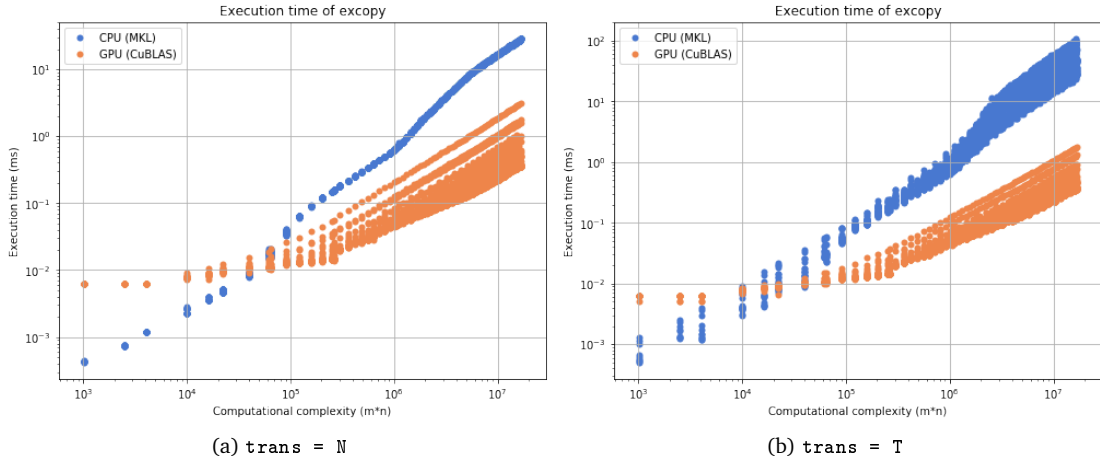 Execution time of excopy
CPU (MKL)
GPU (CuBLAS)
Execution time (ms)
10^1
10^0
10^-1
10^-2
10^-3
10^3 10^4 10^5 10^6 10^7
Computational complexity (m*n)
(a) trans = N
Execution time of excopy
CPU (MKL)
GPU (CuBLAS)
Execution time (ms)
10^2
10^1
10^0
10^-1
10^-2
10^-3
10^3 10^4 10^5 10^6 10^7
Computational complexity (m*n)
(b) trans = T